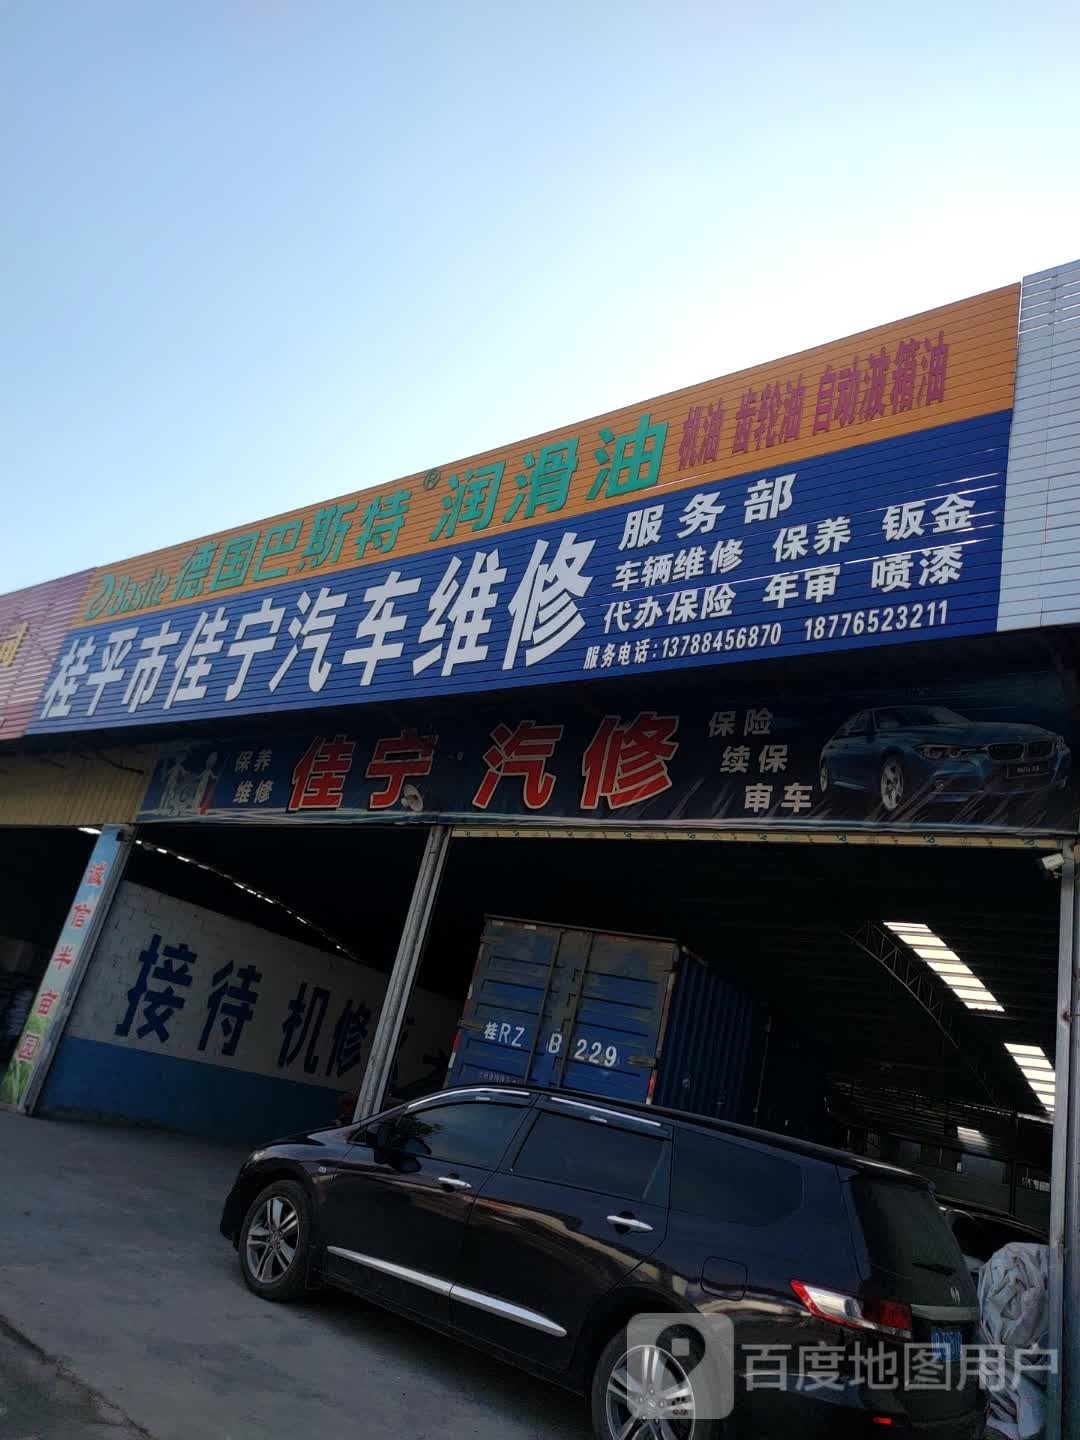 DBaste 德国巴斯特® 润滑油 机油 齿轮油 自动波箱油
桂平市佳宁汽车维修
服务部
车辆维修 保养 钣金
代办保险 年审 喷漆
服务电话:13788456870 18776523211
保养
维修
佳宁 汽修
保险
续保
审车
诚信半亩园
接待 机修
桂RZ B 229
百度地图用户